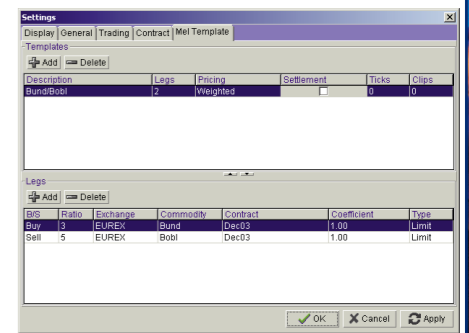 Settings
Display General Trading Contract Mel Template
Templates
Add Delete
Description Legs Pricing Settlement Ticks Clips
Bund/Bobl 2 Weighted 0 0
Legs
Add Delete
B/S Ratio Exchange Commodity Contract Coefficient Type
Buy 3 EUREX Bund Dec03 1.00 Limit
Sell 5 EUREX Bobl Dec03 1.00 Limit
OK Cancel Apply